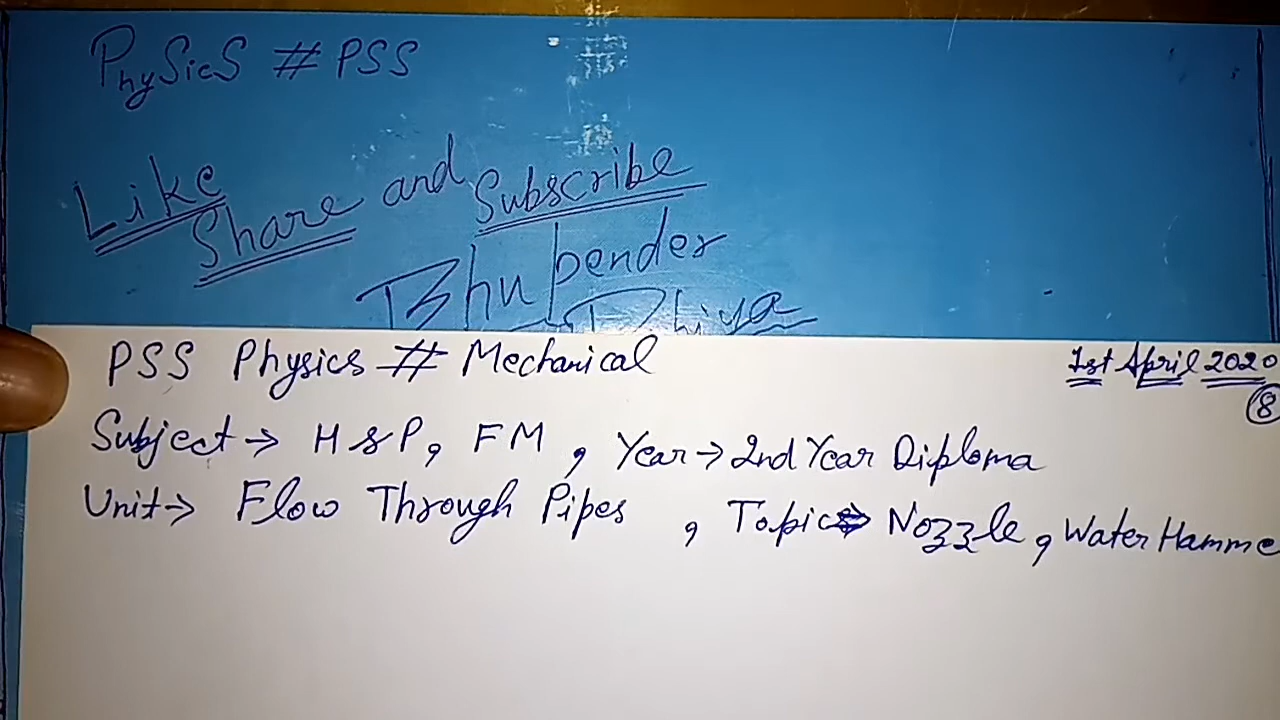 PhySicS # PSS
Like Share and Subscribe
Bhupender
Dhiya
PSS Physics # Mechanical
1st April 2020
8
Subject → H & P, FM, Year → 2nd Year Diploma
Unit → Flow Through Pipes, Topic → Nozzle, Water Hamme